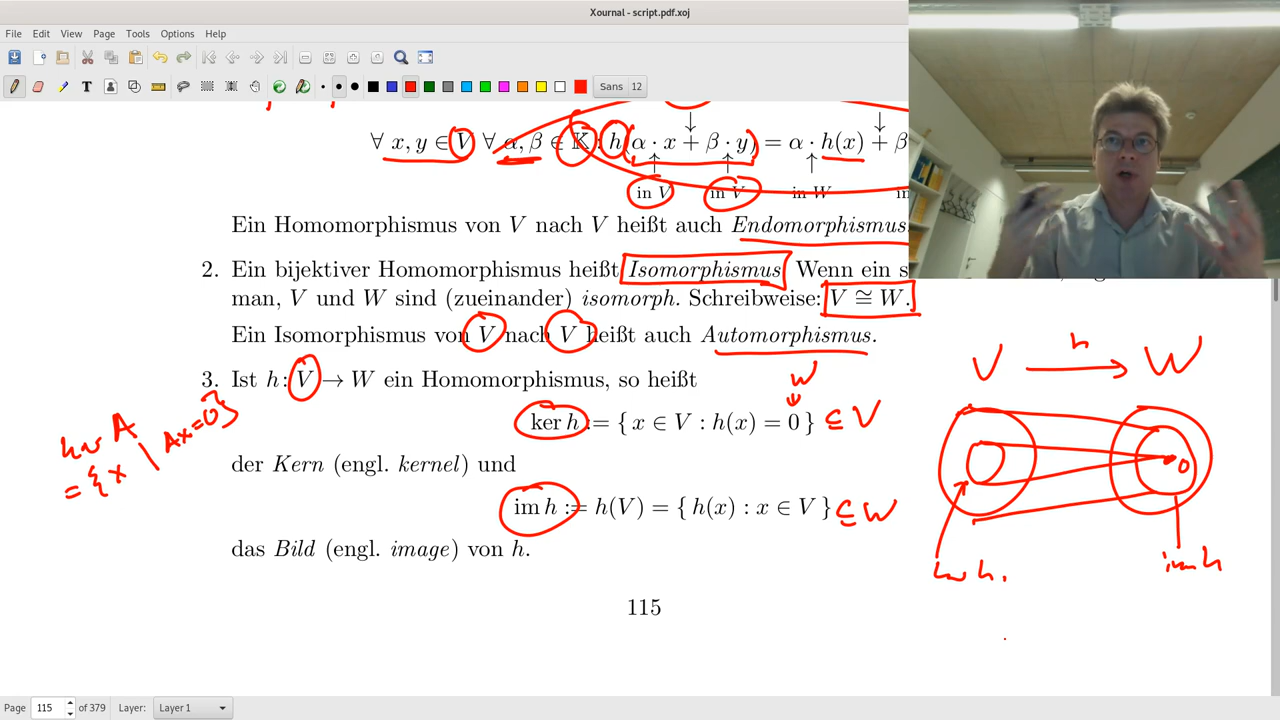 Xournal - script.pdf.xoj
File Edit View Page Tools Options Help
Sans 12
∀ x, y ∈ V ∀ α, β ∈ K : h(α · x + β · y) = α · h(x) + β
in V in V in W in
Ein Homomorphismus von V nach V heißt auch Endomorphismus.
2. Ein bijektiver Homomorphismus heißt Isomorphismus. Wenn ein s
man, V und W sind (zueinander) isomorph. Schreibweise: V ≅ W.
Ein Isomorphismus von V nach V heißt auch Automorphismus.
V h W
3. Ist h: V → W ein Homomorphismus, so heißt
W
ker h := { x ∈ V : h(x) = 0 } ⊆ V
ker A
= { x | Ax = 0 }
der Kern (engl. kernel) und
0
im h := h(V) = { h(x) : x ∈ V } ⊆ W
das Bild (engl. image) von h.
ker h. im h
115
Page 115 of 379 Layer: Layer 1